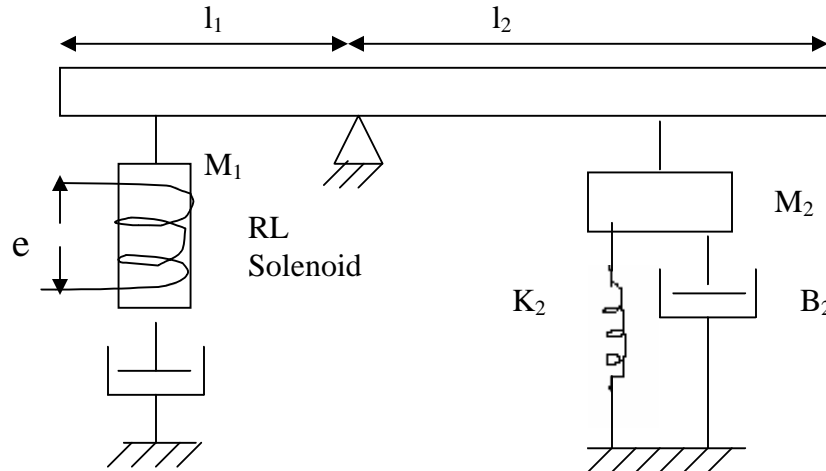 l₁ l₂
M₁
M₂
RL
Solenoid
e
K₂ B₂